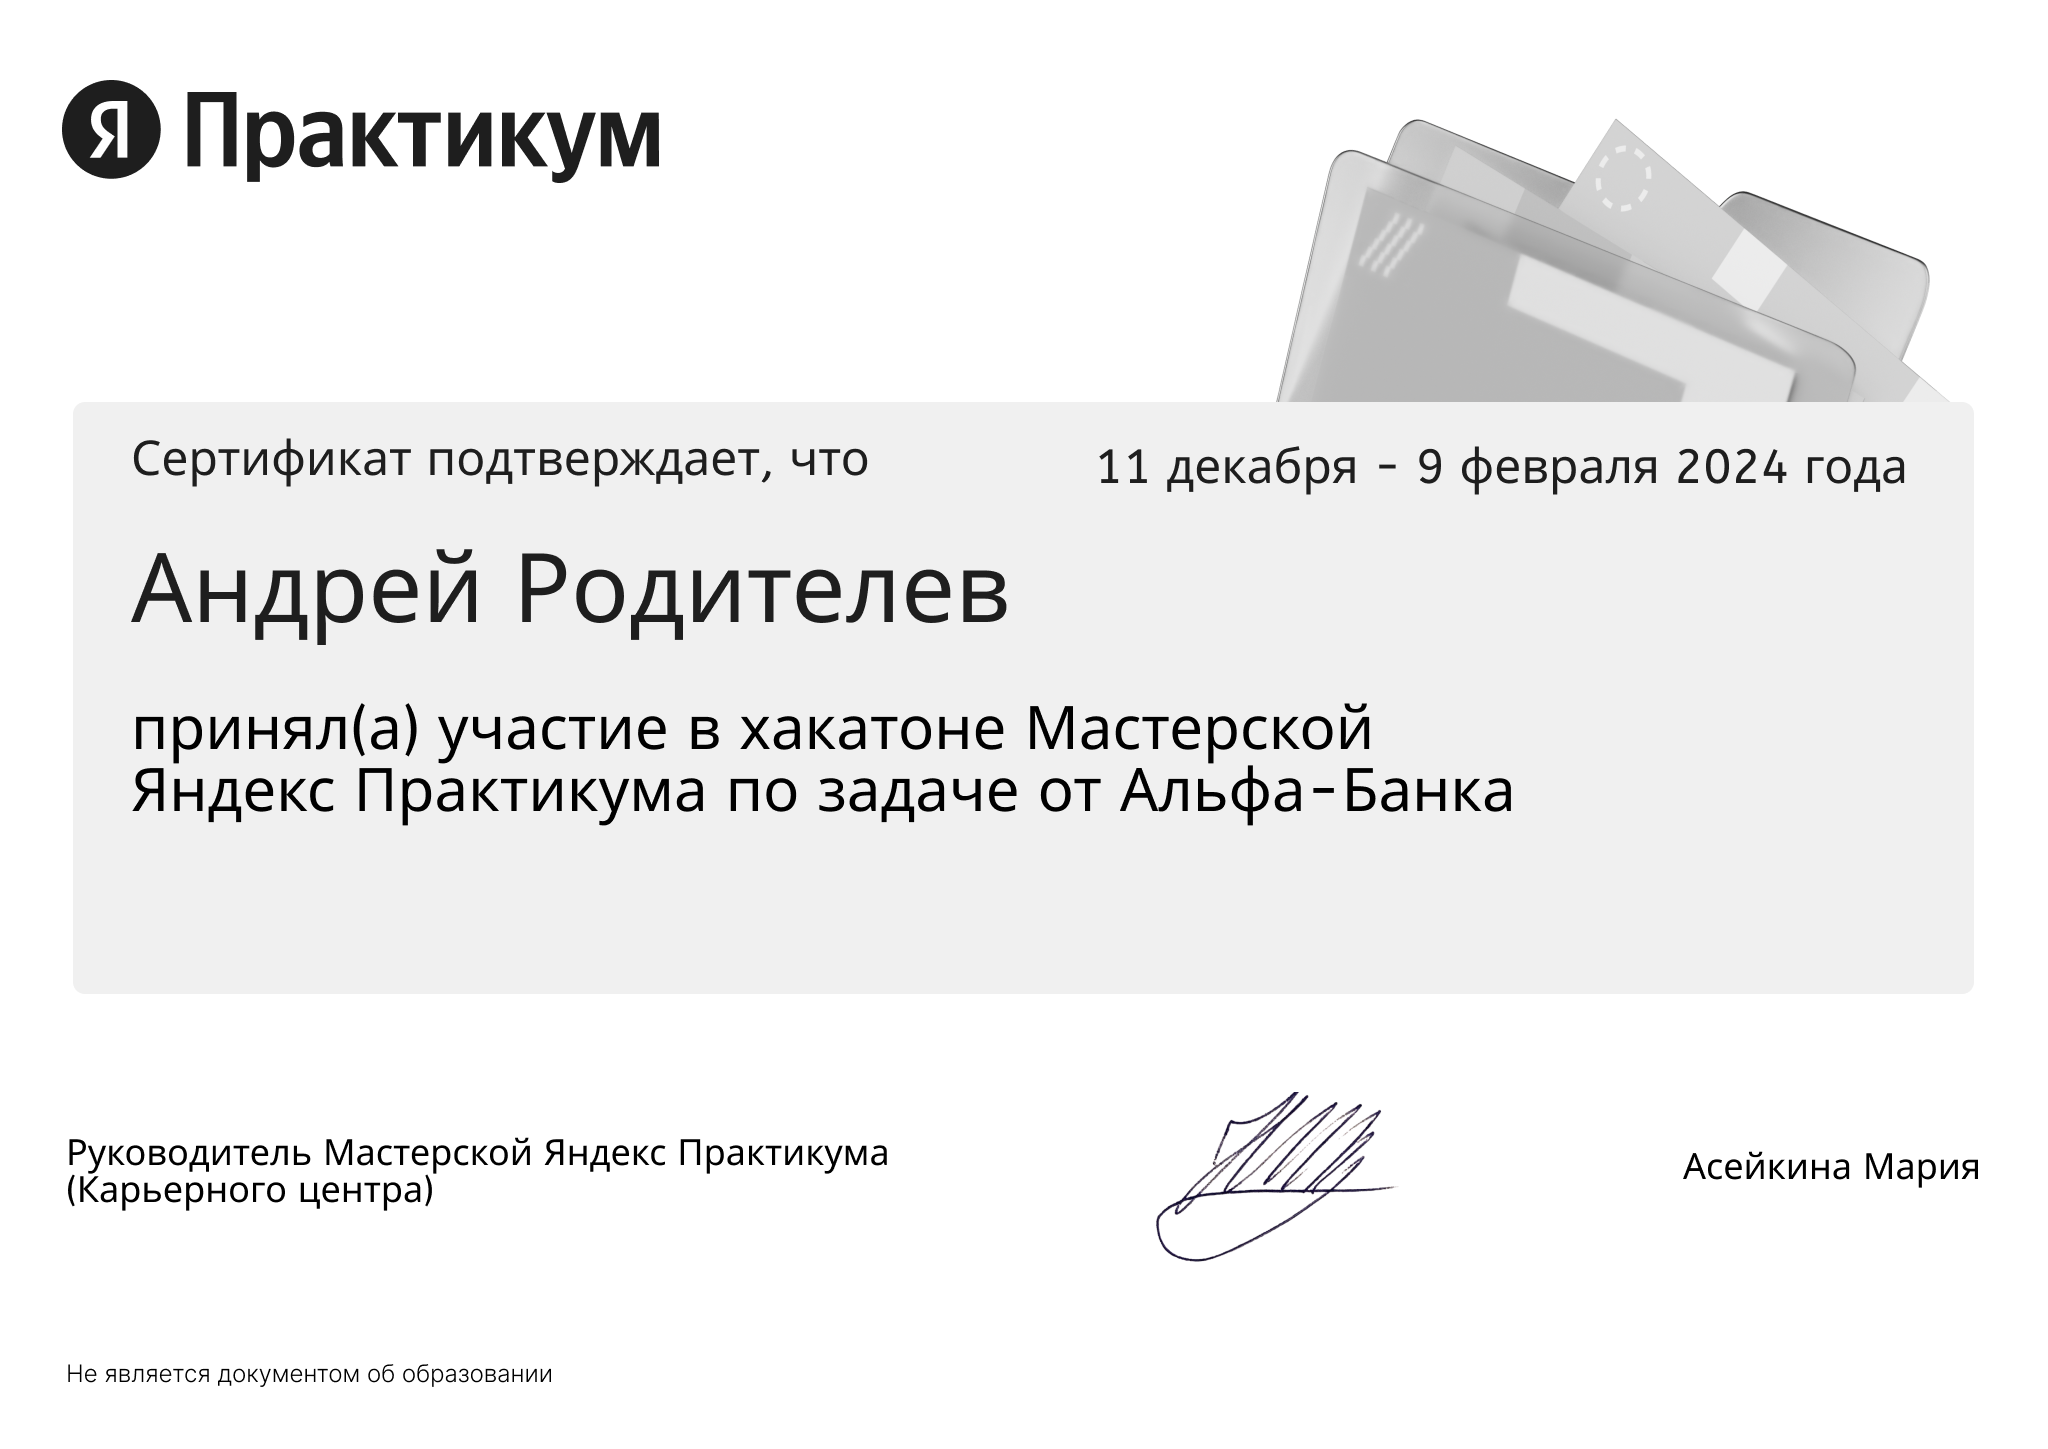 Я Практикум
Сертификат подтверждает, что
11 декабря - 9 февраля 2024 года
Андрей Родителев
принял(а) участие в хакатоне Мастерской
Яндекс Практикума по задаче от Альфа-Банка
Руководитель Мастерской Яндекс Практикума
(Карьерного центра)
Асейкина Мария
Не является документом об образовании